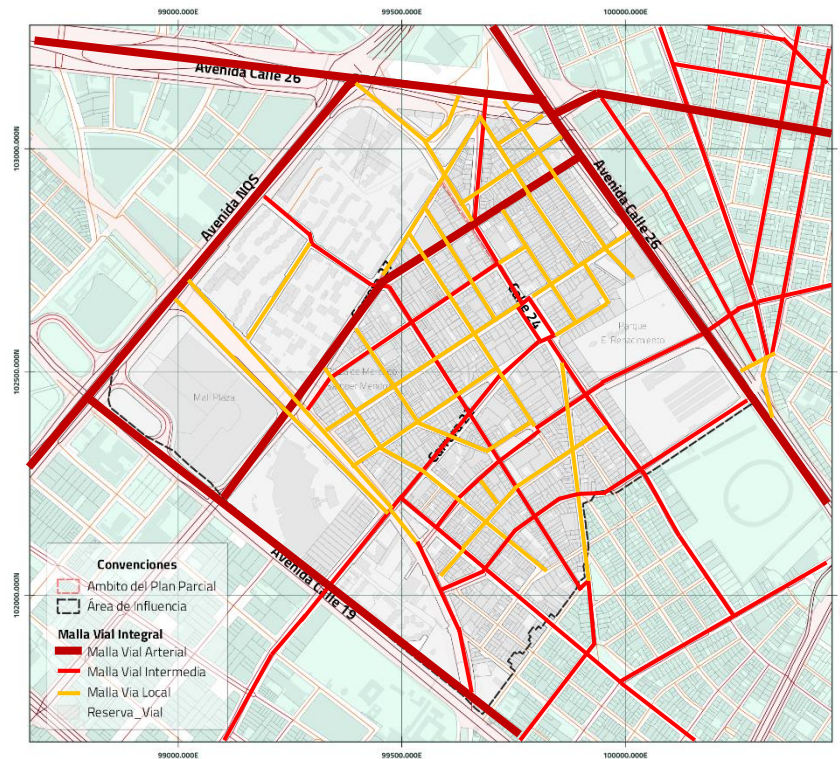 99000.000E 99500.000E 100000.000E
Avenida Calle 26
103000.000N
Avenida NQS
Avenida Calle 26
Calle 24
Parque
El Renacimiento
102500.000N
Mall Plaza
Avenida Calle 19
102000.000N
Convenciones
Ambito del Plan Parcial
Área de Influencia
Malla Vial Integral
Malla Vial Arterial
Malla Vial Intermedia
Malla Via Local
Reserva_Vial
99000.000E 99500.000E 100000.000E